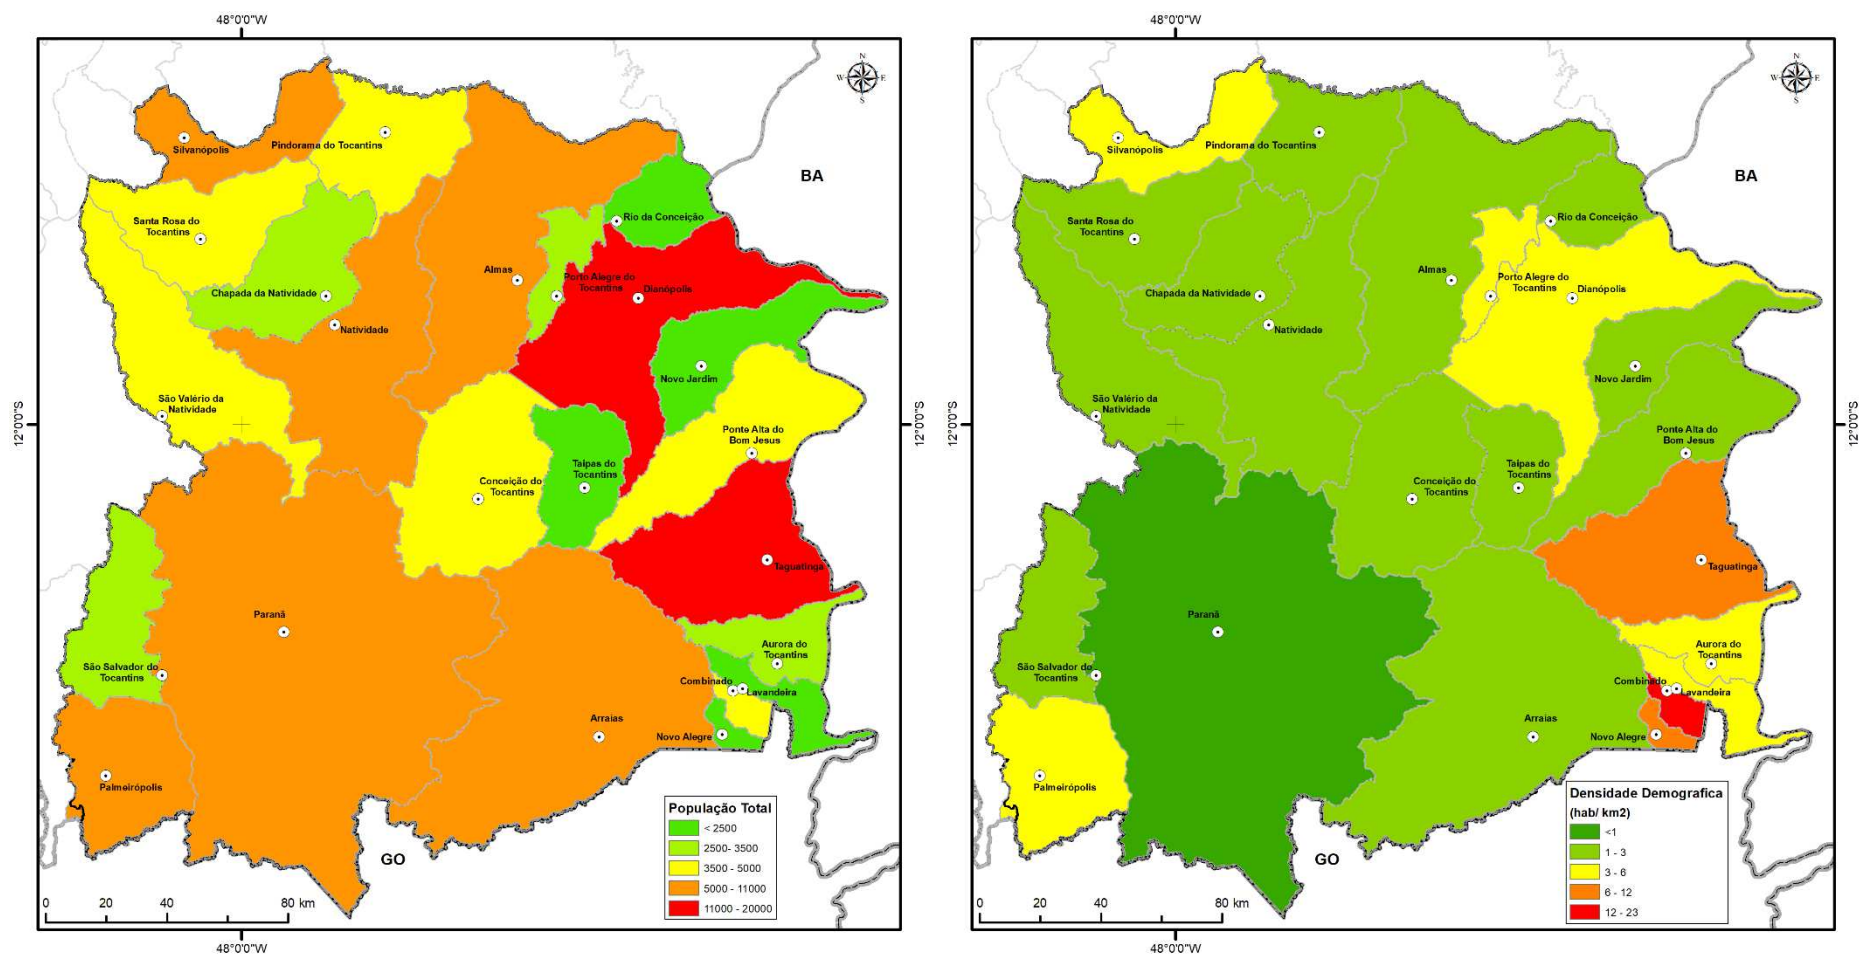 48°0'0"W
N
W
E
S
BA
Silvanópolis
Pindorama do Tocantins
Santa Rosa do
Tocantins
Rio da Conceição
Almas
Porto Alegre do
Tocantins
Dianópolis
Chapada da Natividade
Natividade
Novo Jardim
São Valério da
Natividade
12°0'0"S
12°0'0"S
Ponte Alta do
Bom Jesus
Taipas do
Tocantins
Conceição do
Tocantins
Taguatinga
Paranã
Aurora do
Tocantins
São Salvador do
Tocantins
Combinado
Lavandeira
Arraias
Novo Alegre
Palmeirópolis
GO
População Total
< 2500
2500- 3500
3500 - 5000
5000 - 11000
11000 - 20000
0 20 40 80 km
48°0'0"W
48°0'0"W
N
W
E
S
BA
Silvanópolis
Pindorama do Tocantins
Santa Rosa do
Tocantins
Rio da Conceição
Almas
Porto Alegre do
Tocantins
Dianópolis
Chapada da Natividade
Natividade
Novo Jardim
São Valério da
Natividade
12°0'0"S
Ponte Alta do
Bom Jesus
Taipas do
Tocantins
Conceição do
Tocantins
Taguatinga
Paranã
Aurora do
Tocantins
São Salvador do
Tocantins
Combinado
Lavandeira
Arraias
Novo Alegre
Palmeirópolis
GO
Densidade Demografica
(hab/ km2)
<1
1 - 3
3 - 6
6 - 12
12 - 23
0 20 40 80 km
48°0'0"W